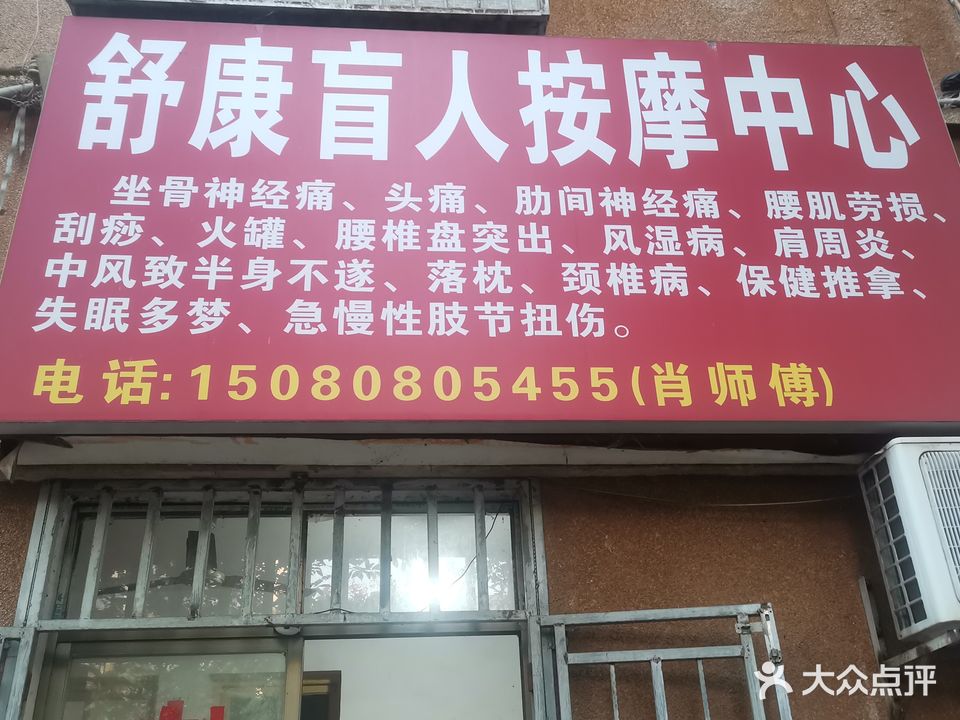 舒康盲人按摩中心
坐骨神经痛、头痛、肋间神经痛、腰肌劳损、
刮痧、火罐、腰椎盘突出、风湿病、肩周炎、
中风致半身不遂、落枕、颈椎病、保健推拿、
失眠多梦、急慢性肢节扭伤。
电话:15080805455(肖师傅)
大众点评